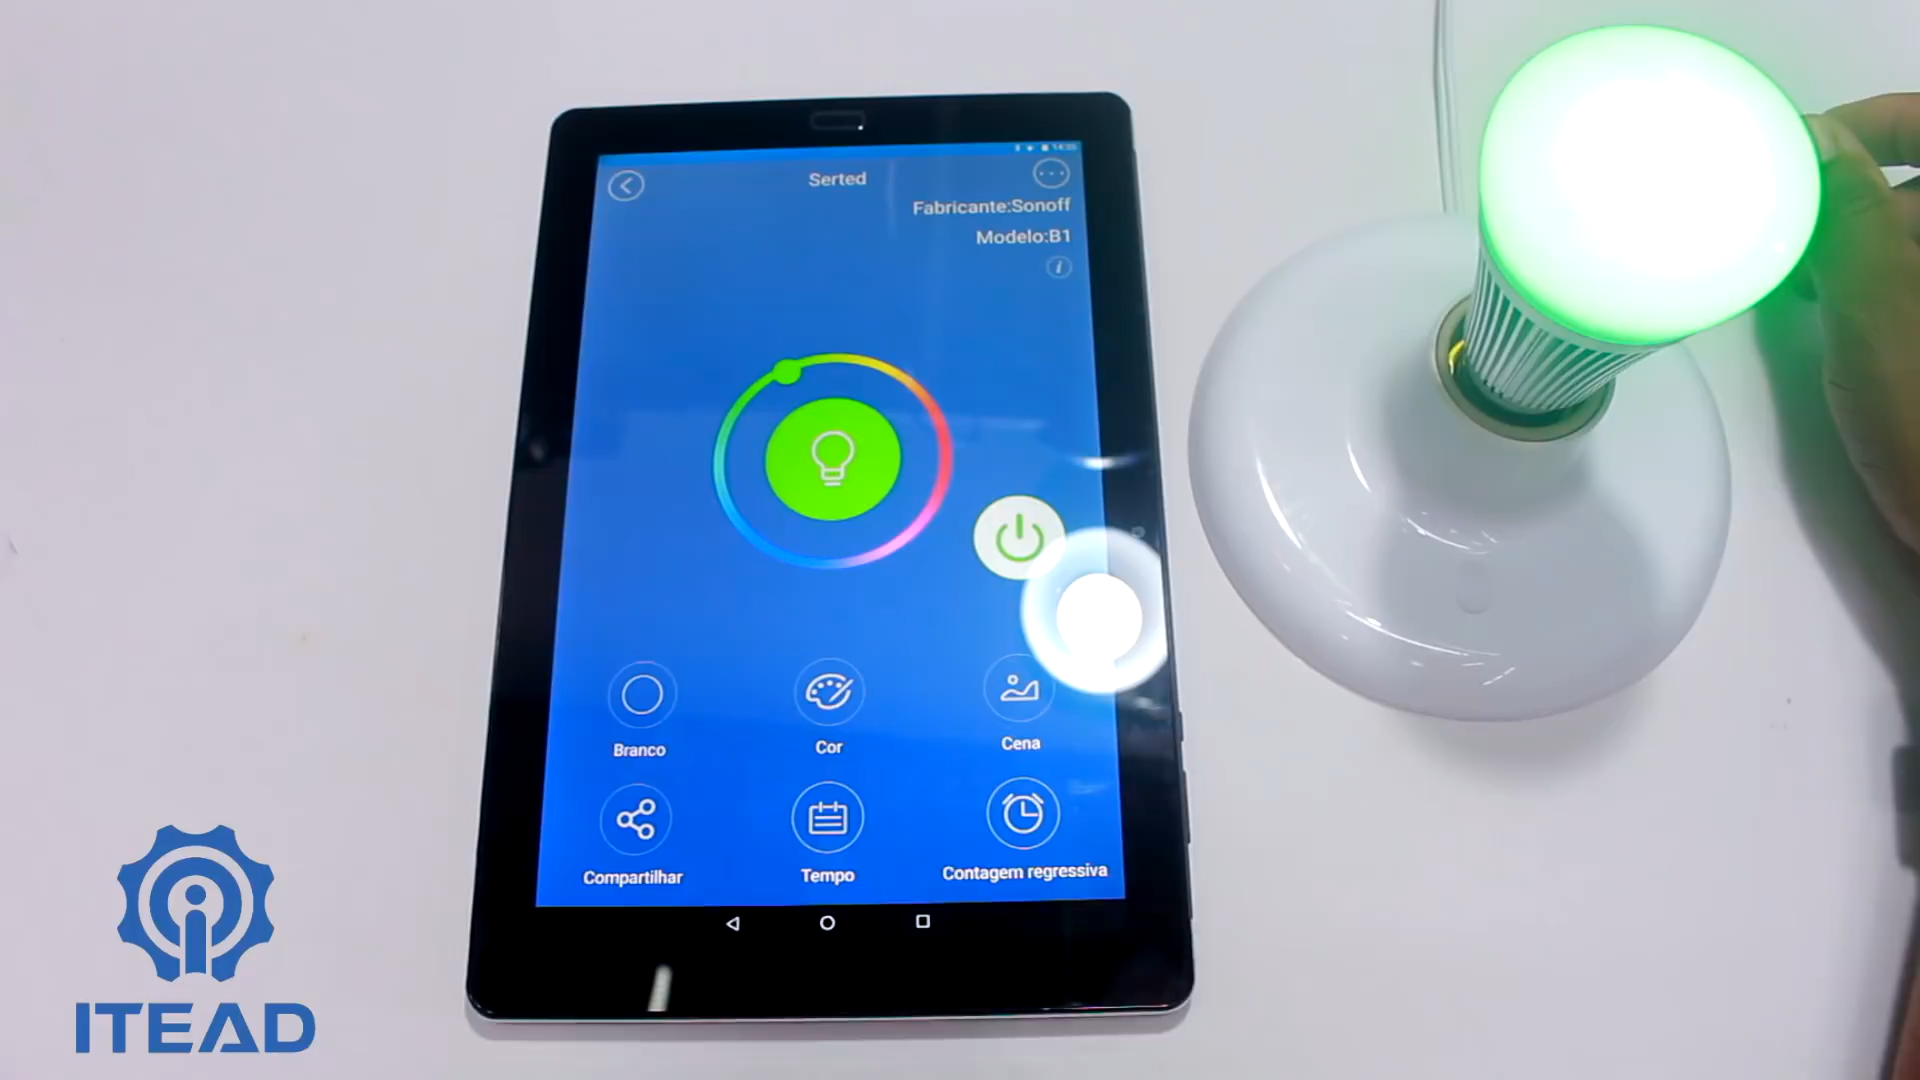 Serted
Fabricante:Sonoff
Modelo:B1
i
Branco
Cor
Cena
Compartilhar
Tempo
Contagem regressiva
ITEAD